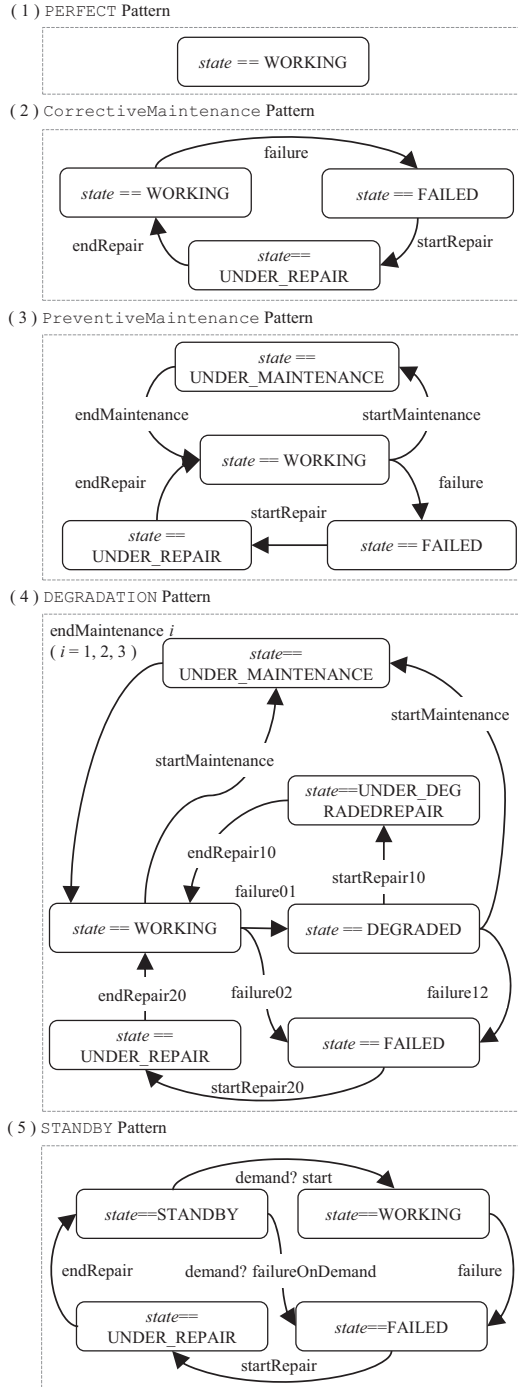 ( 1 ) PERFECT Pattern
state == WORKING
( 2 ) CorrectiveMaintenance Pattern
failure
state == WORKING
state == FAILED
endRepair
startRepair
state==
UNDER_REPAIR
( 3 ) PreventiveMaintenance Pattern
state ==
UNDER_MAINTENANCE
endMaintenance
startMaintenance
state == WORKING
endRepair
failure
startRepair
state ==
UNDER_REPAIR
state == FAILED
( 4 ) DEGRADATION Pattern
endMaintenance i
( i = 1, 2, 3 )
state==
UNDER_MAINTENANCE
startMaintenance
startMaintenance
state==UNDER_DEG
RADEDREPAIR
endRepair10
startRepair10
failure01
state == WORKING
state == DEGRADED
endRepair20
failure02
failure12
state ==
UNDER_REPAIR
state == FAILED
startRepair20
( 5 ) STANDBY Pattern
demand? start
state==STANDBY
state==WORKING
endRepair
demand? failureOnDemand
failure
state==
UNDER_REPAIR
state==FAILED
startRepair